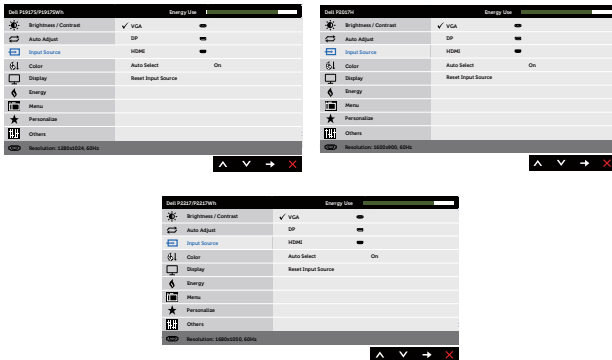 Dell P1917S/P1917SWh Energy Use
Brightness / Contrast VGA
Auto Adjust DP
Input Source HDMI
Color Auto Select On
Display Reset Input Source
Energy
Menu
Personalize
Others
Resolution: 1280x1024, 60Hz
Dell P2017H Energy Use
Brightness / Contrast VGA
Auto Adjust DP
Input Source HDMI
Color Auto Select On
Display Reset Input Source
Energy
Menu
Personalize
Others
Resolution: 1600x900, 60Hz
Dell P2217/P2217Wh Energy Use
Brightness / Contrast VGA
Auto Adjust DP
Input Source HDMI
Color Auto Select On
Display Reset Input Source
Energy
Menu
Personalize
Others
Resolution: 1680x1050, 60Hz